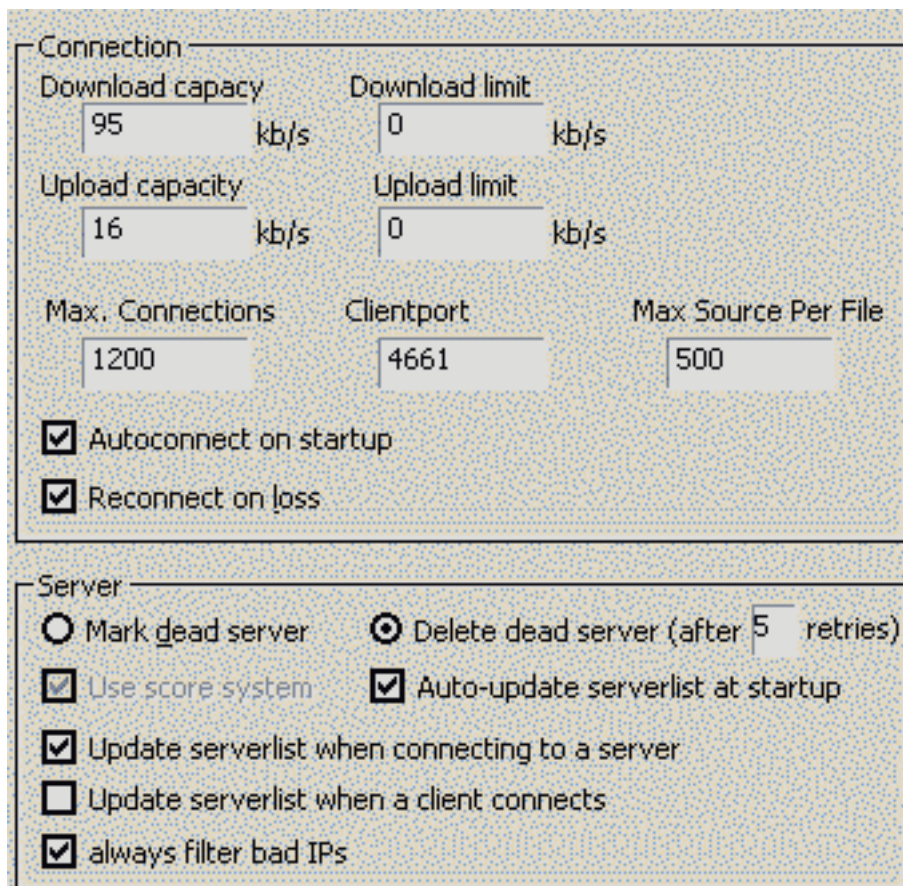 Connection
Download capacy Download limit
95 kb/s 0 kb/s
Upload capacity Upload limit
16 kb/s 0 kb/s
Max. Connections Clientport Max Source Per File
1200 4661 500
Autoconnect on startup
Reconnect on loss
Server
Mark dead server Delete dead server (after 5 retries)
Use score system Auto-update serverlist at startup
Update serverlist when connecting to a server
Update serverlist when a client connects
always filter bad IPs